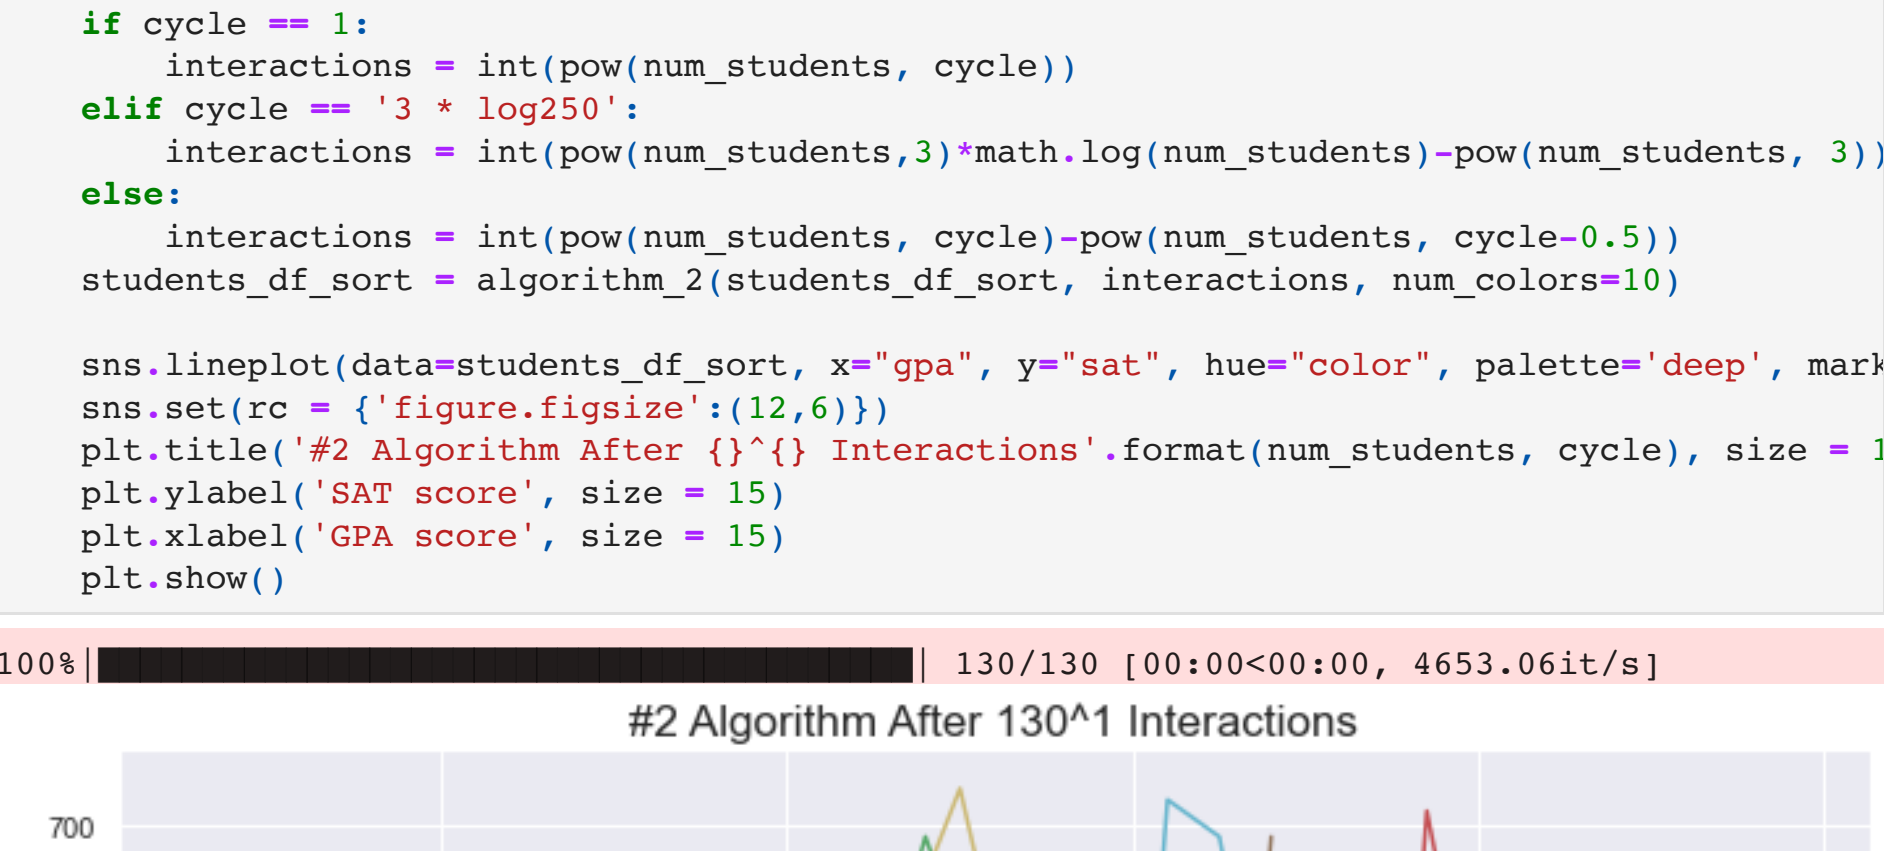 if cycle == 1:
interactions = int(pow(num_students, cycle))
elif cycle == '3 * log250':
interactions = int(pow(num_students,3)*math.log(num_students)-pow(num_students, 3))
else:
interactions = int(pow(num_students, cycle)-pow(num_students, cycle-0.5))
students_df_sort = algorithm_2(students_df_sort, interactions, num_colors=10)
sns.lineplot(data=students_df_sort, x="gpa", y="sat", hue="color", palette='deep', mark
sns.set(rc = {'figure.figsize':(12,6)})
plt.title('#2 Algorithm After {}^{} Interactions'.format(num_students, cycle), size = 1
plt.ylabel('SAT score', size = 15)
plt.xlabel('GPA score', size = 15)
plt.show()
100%| | 130/130 [00:00<00:00, 4653.06it/s]
#2 Algorithm After 130^1 Interactions
700